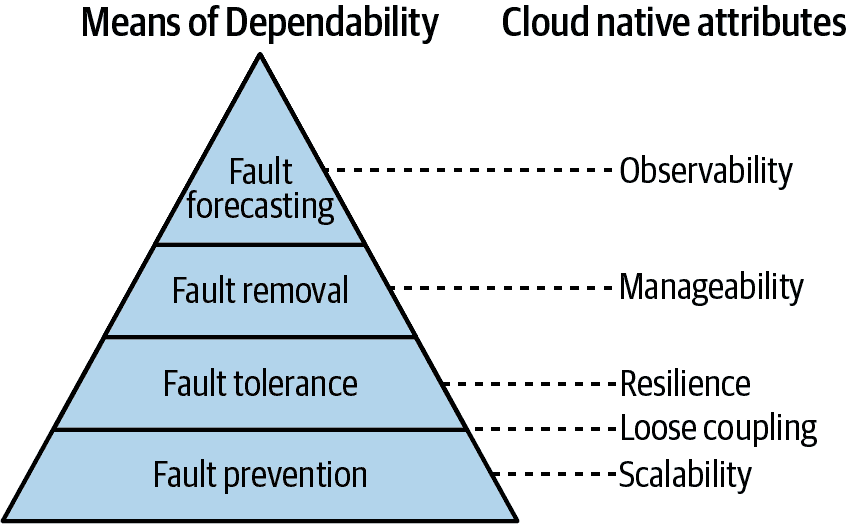 Means of Dependability
Cloud native attributes
Fault
forecasting
Observability
Fault removal
Manageability
Fault tolerance
Resilience
Loose coupling
Fault prevention
Scalability